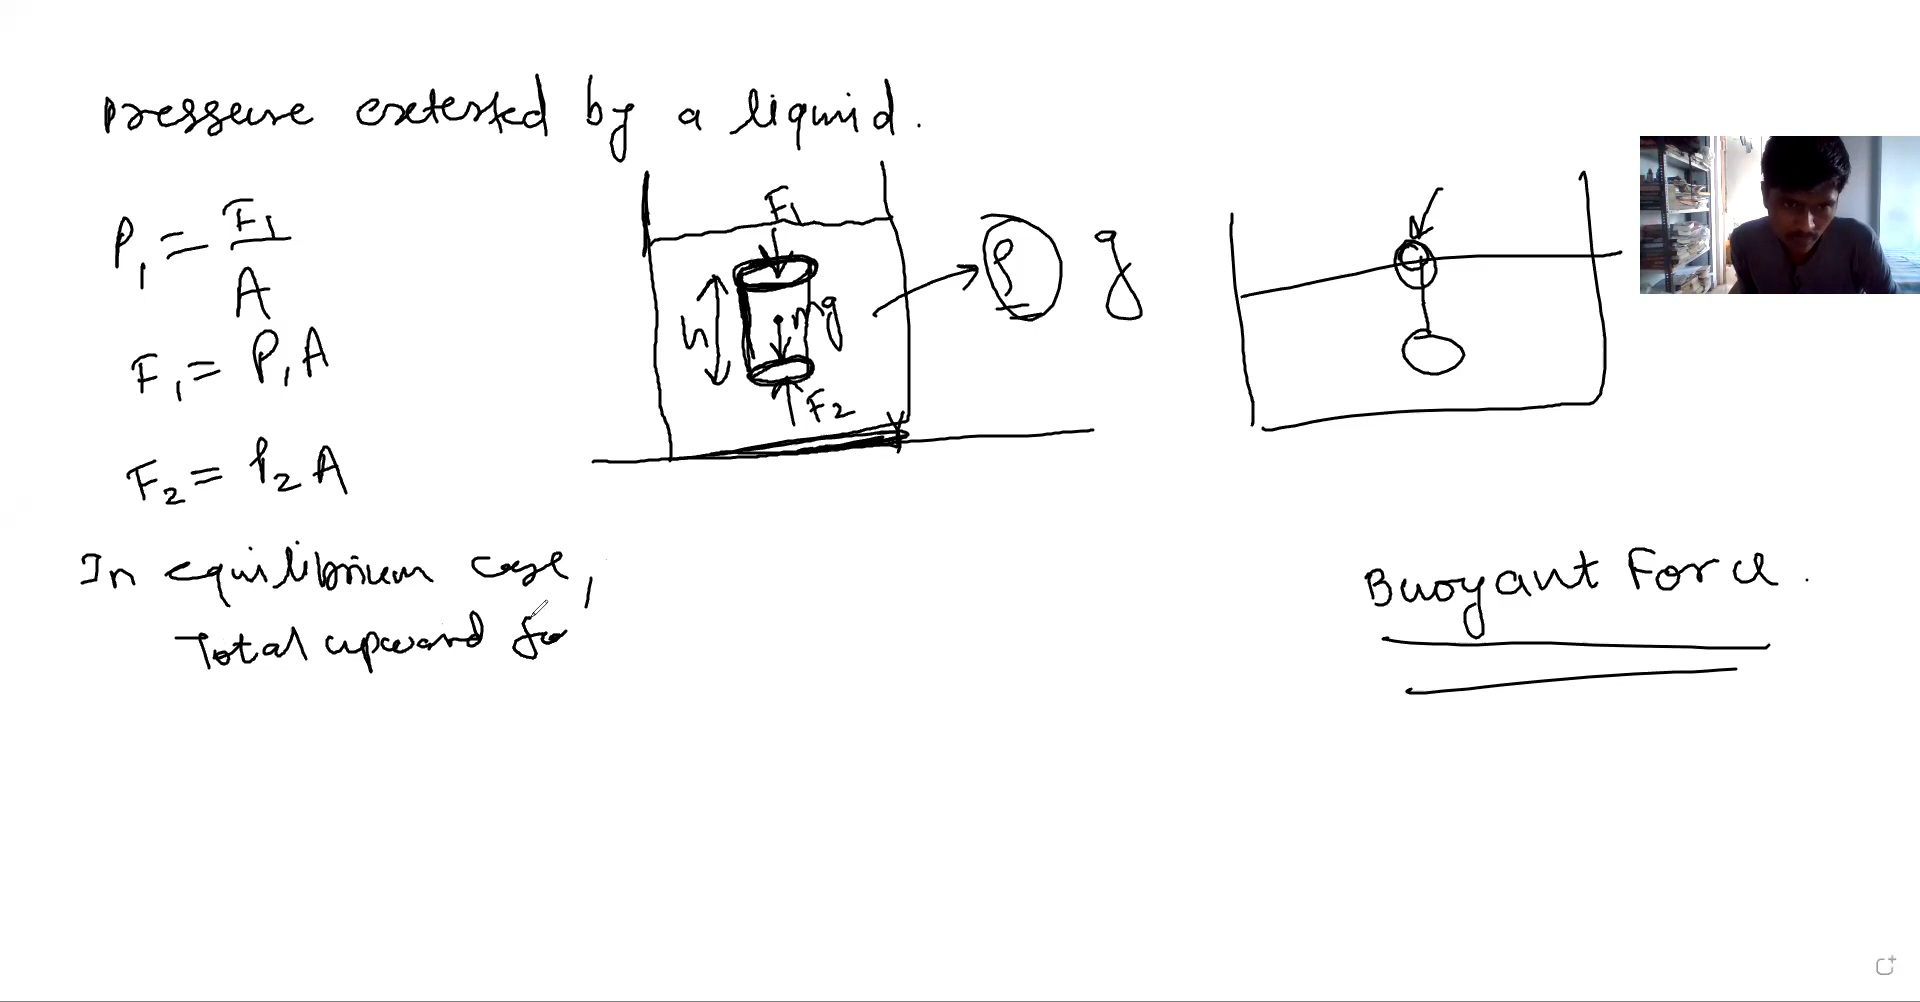 Pressure extested by a liquid.
P1 = F1/A
F1 = P1A
F2 = P2A
In equilibrium case,
Total upward fo
F1
h
mg
F2
ρ g
Buoyant Force.